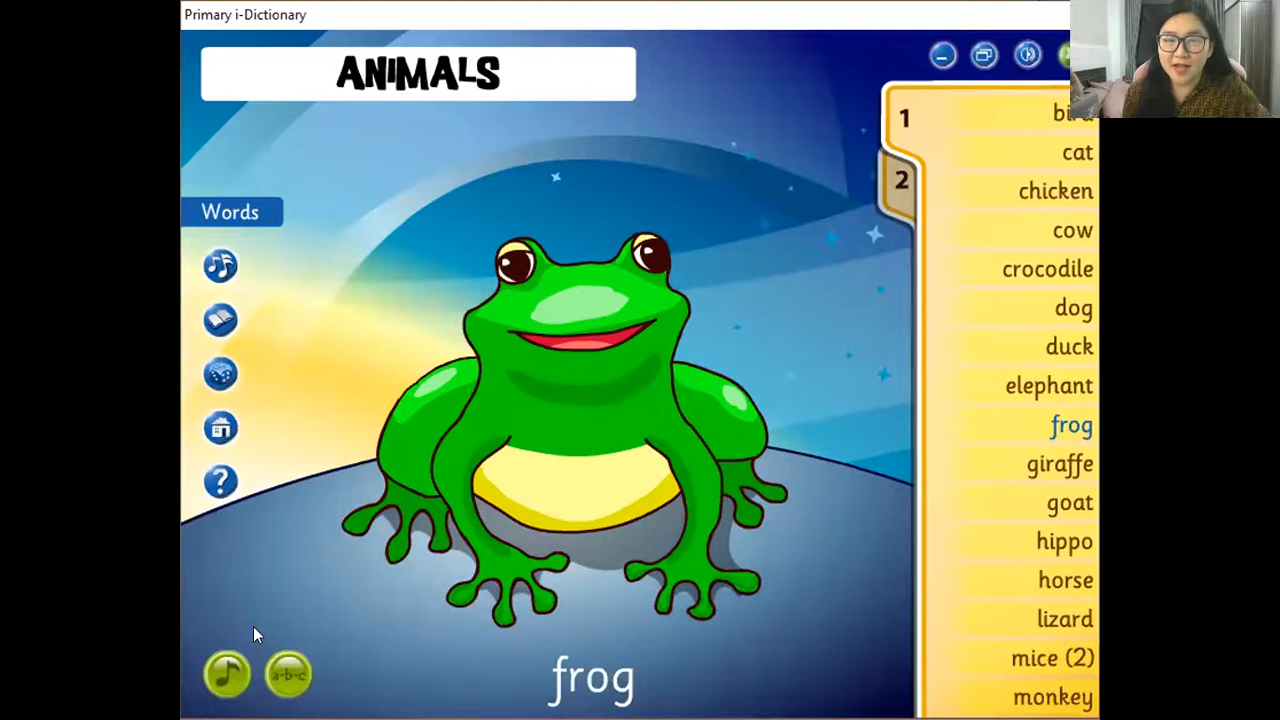 Primary i-Dictionary
ANIMALS
Words
1
2
bird
cat
chicken
cow
crocodile
dog
duck
elephant
frog
giraffe
goat
hippo
horse
lizard
mice (2)
monkey
?
a-b-c
frog